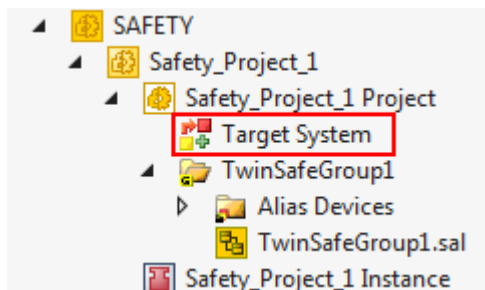 SAFETY
Safety_Project_1
Safety_Project_1 Project
Target System
TwinSafeGroup1
Alias Devices
TwinSafeGroup1.sal
Safety_Project_1 Instance